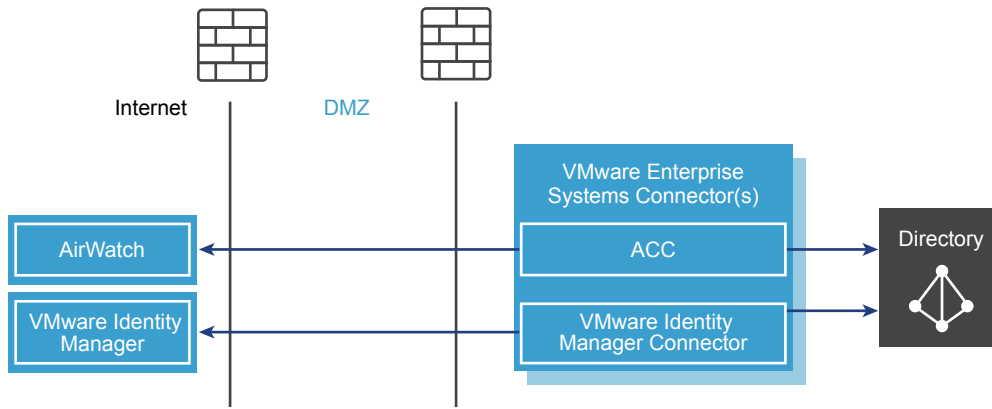 Internet
DMZ
VMware Enterprise
Systems Connector(s)
AirWatch
ACC
Directory
VMware Identity
Manager
VMware Identity
Manager Connector